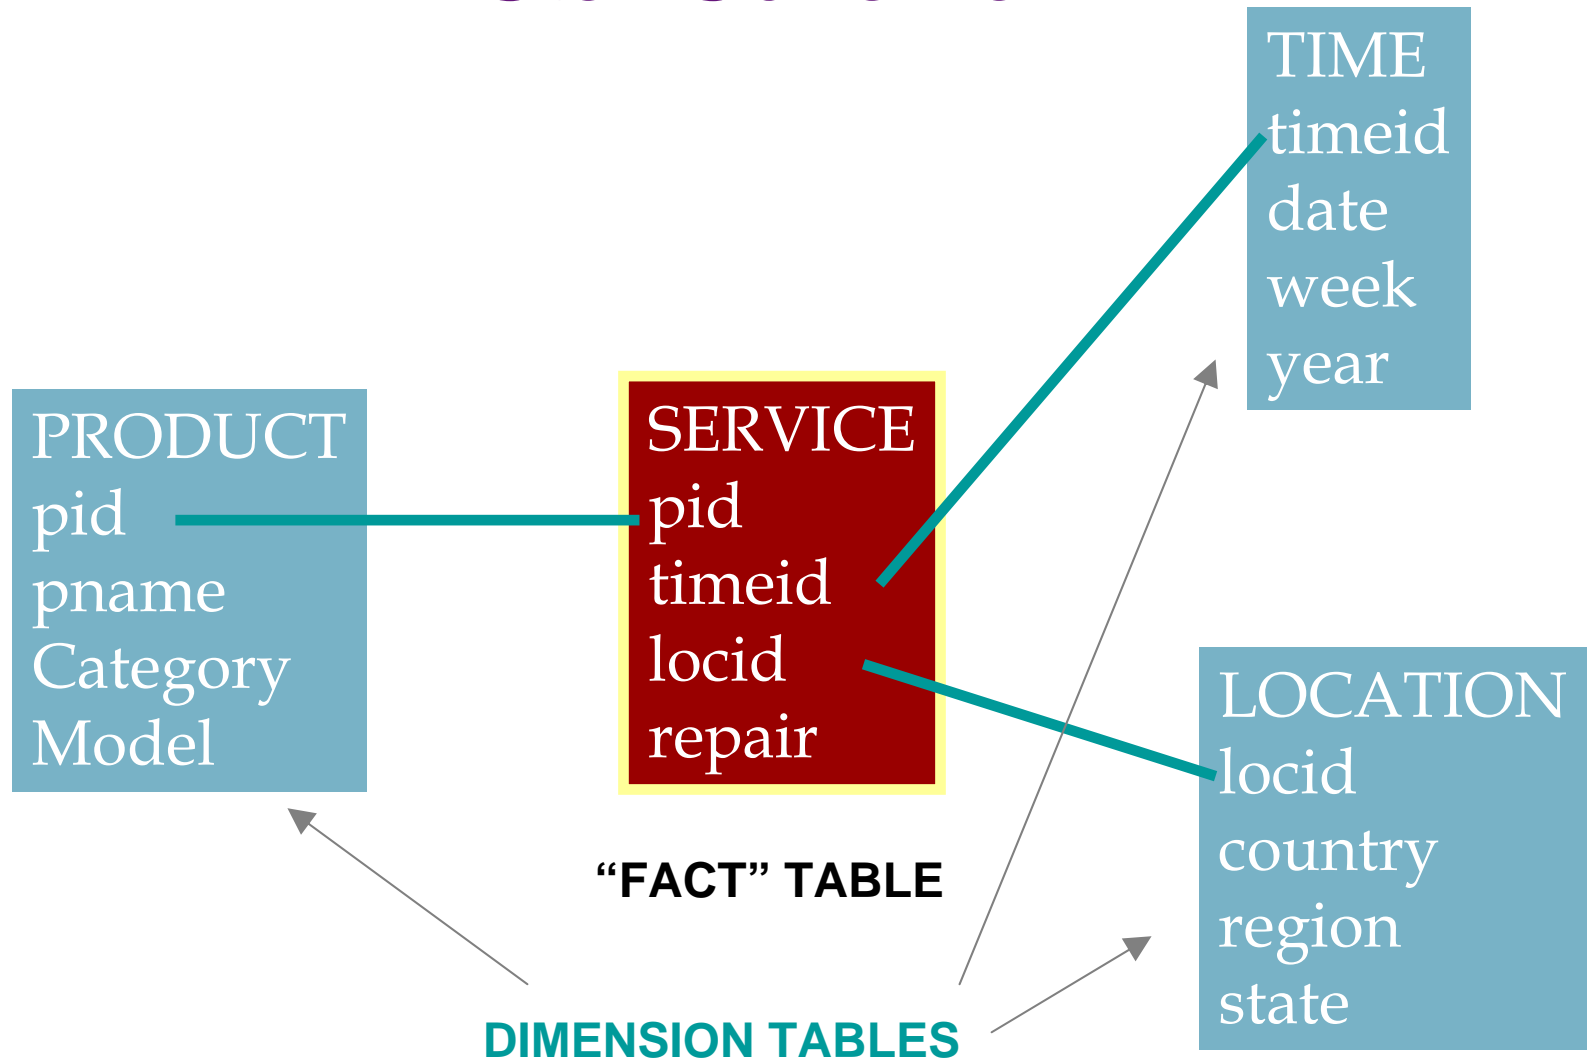 TIME
timeid
date
week
year
PRODUCT
pid
pname
Category
Model
SERVICE
pid
timeid
locid
repair
LOCATION
locid
country
region
state
“FACT” TABLE
DIMENSION TABLES